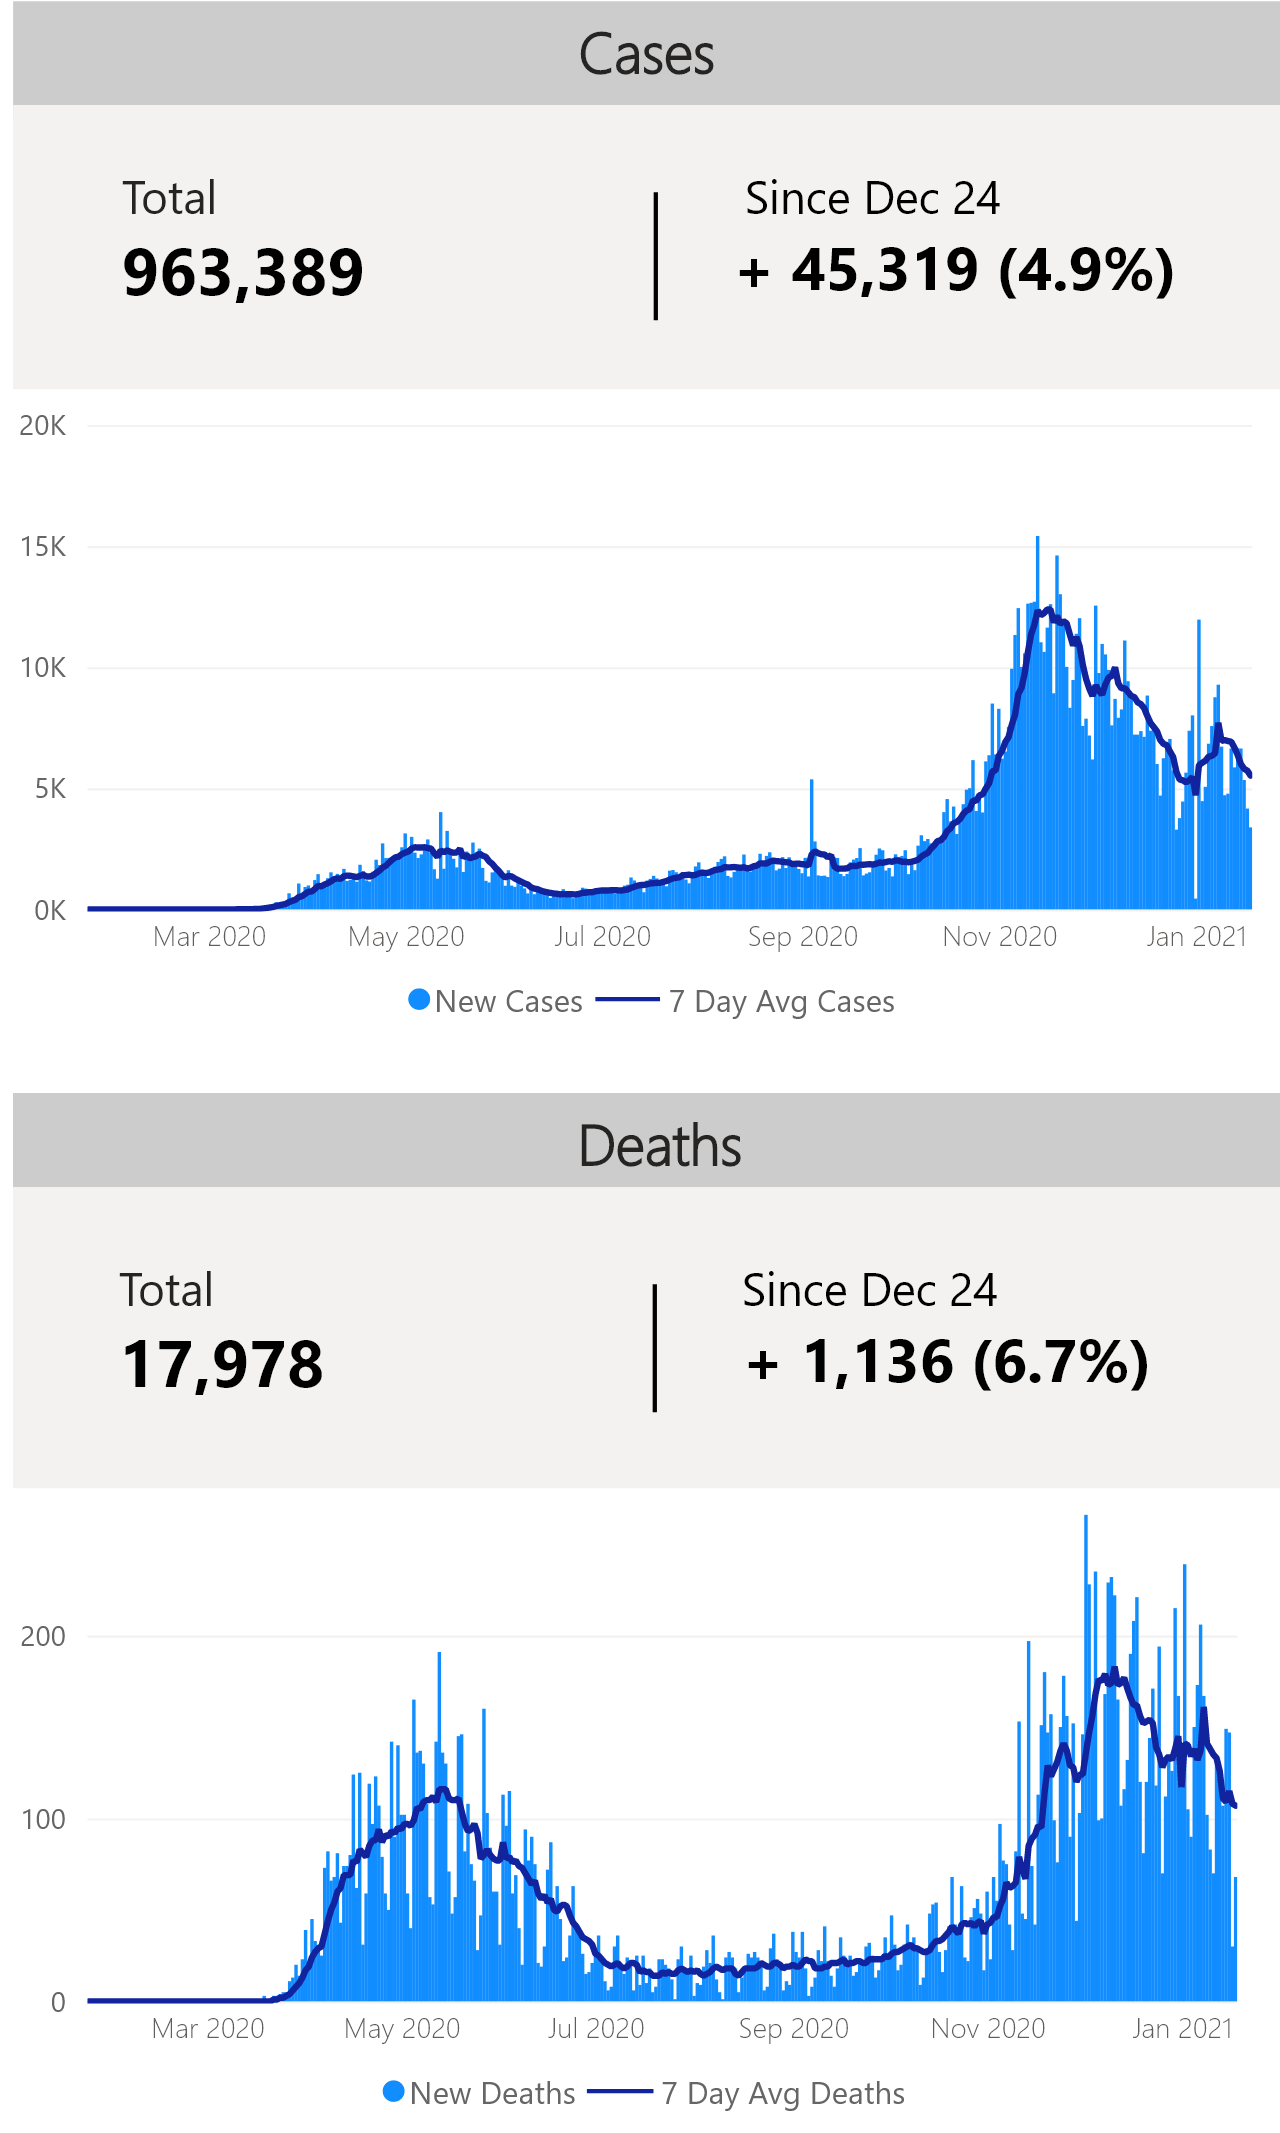 Cases
Total
Since Dec 24
963,389
+ 45,319 (4.9%)
20K
15K
10K
5K
0K
Mar 2020 May 2020 Jul 2020 Sep 2020 Nov 2020 Jan 2021
New Cases 7 Day Avg Cases
Deaths
Total
Since Dec 24
17,978
+ 1,136 (6.7%)
200
100
0
Mar 2020 May 2020 Jul 2020 Sep 2020 Nov 2020 Jan 2021
New Deaths 7 Day Avg Deaths